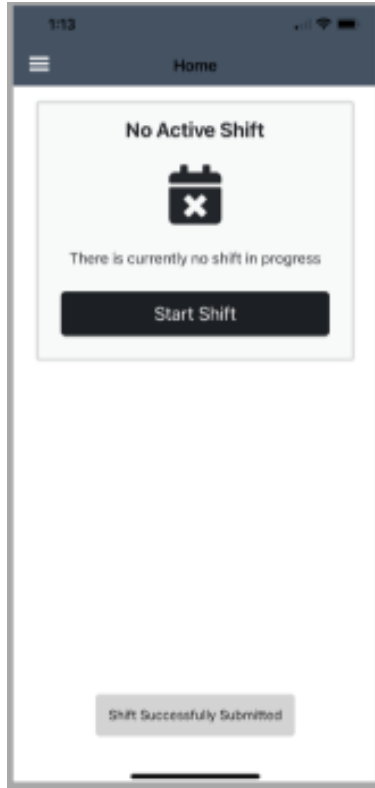 1:13
Home
No Active Shift
There is currently no shift in progress
Start Shift
Shift Successfully Submitted